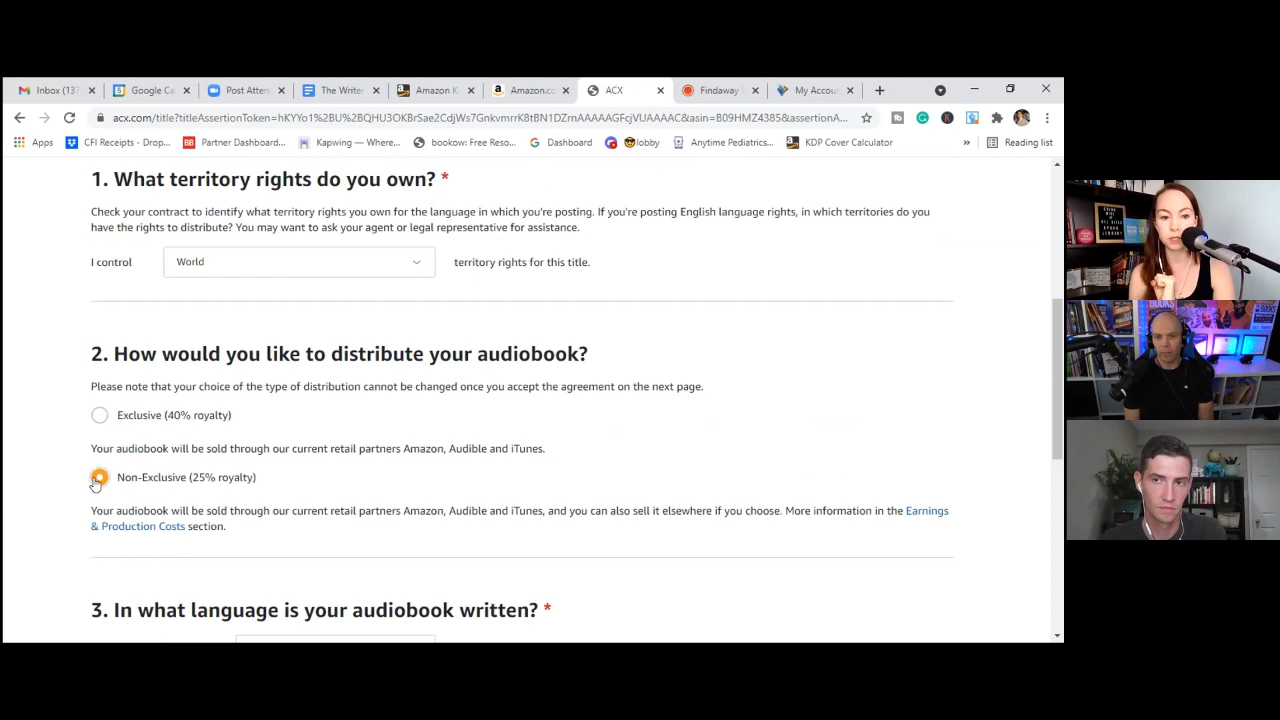 Inbox (137
Google Ca
Post Atten
The Write
Amazon K
Amazon.co
ACX
Findaway
My Accou
acx.com/title?titleAssertionToken=hKYYo1%2BU%2BQHU3OKBrSae2CdjWs7GnkvmrrK8tBN1DZrnAAAAAGFcjVUAAAAC&asin=B09HMZ4385&assertionA...
Apps
CFI Receipts - Drop...
Partner Dashboard...
Kapwing — Where...
bookow: Free Reso...
Dashboard
lobby
Anytime Pediatrics...
KDP Cover Calculator
»
Reading list
1. What territory rights do you own? *
Check your contract to identify what territory rights you own for the language in which you're posting. If you're posting English language rights, in which territories do you
have the rights to distribute? You may want to ask your agent or legal representative for assistance.
I control World territory rights for this title.
2. How would you like to distribute your audiobook?
Please note that your choice of the type of distribution cannot be changed once you accept the agreement on the next page.
Exclusive (40% royalty)
Your audiobook will be sold through our current retail partners Amazon, Audible and iTunes.
Non-Exclusive (25% royalty)
Your audiobook will be sold through our current retail partners Amazon, Audible and iTunes, and you can also sell it elsewhere if you choose. More information in the Earnings
& Production Costs section.
3. In what language is your audiobook written? *